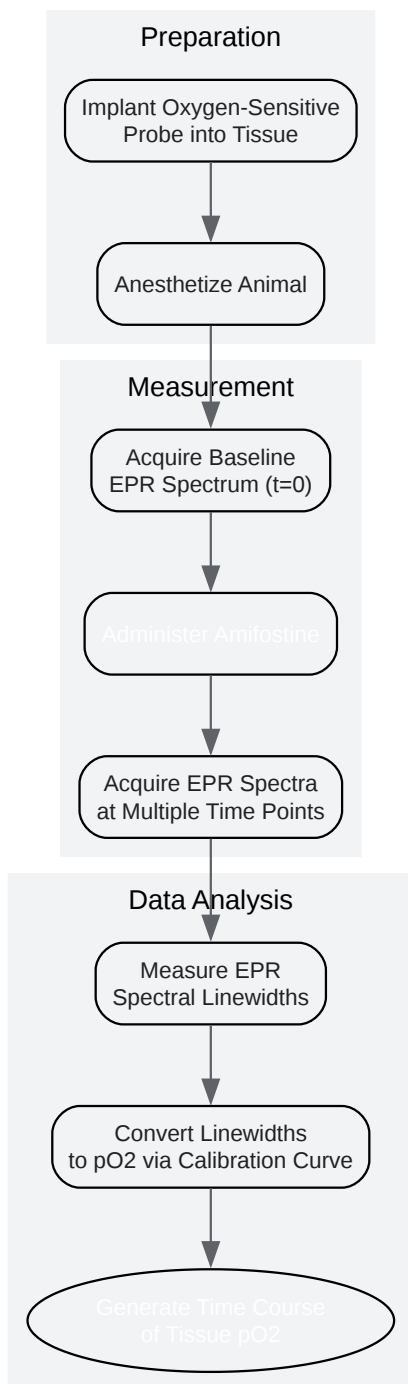 Preparation
Implant Oxygen-Sensitive
Probe into Tissue
Anesthetize Animal
Measurement
Acquire Baseline
EPR Spectrum (t=0)
Administer Amifostine
Acquire EPR Spectra
at Multiple Time Points
Data Analysis
Measure EPR
Spectral Linewidths
Convert Linewidths
to pO2 via Calibration Curve
Generate Time Course
of Tissue pO2